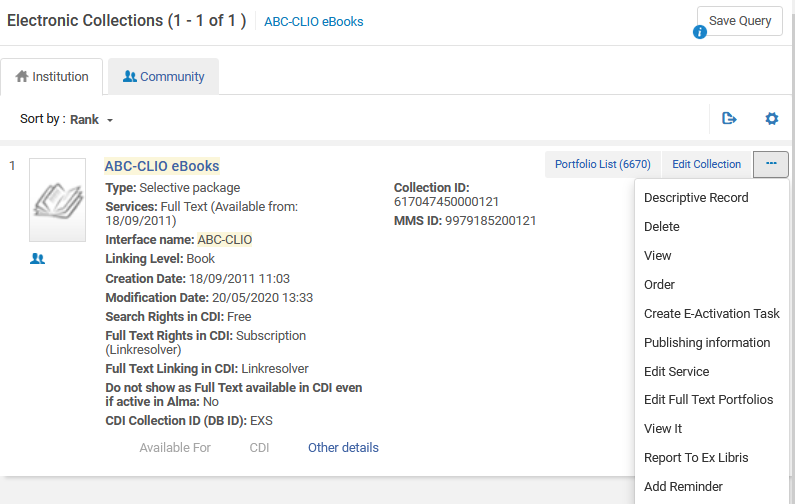 Electronic Collections (1 - 1 of 1 )
ABC-CLIO eBooks
Save Query
Institution
Community
Sort by : Rank
1
ABC-CLIO eBooks
Type: Selective package
Services: Full Text (Available from:
18/09/2011)
Interface name: ABC-CLIO
Linking Level: Book
Creation Date: 18/09/2011 11:03
Modification Date: 20/05/2020 13:33
Search Rights in CDI: Free
Full Text Rights in CDI: Subscription
(Linkresolver)
Full Text Linking in CDI: Linkresolver
Do not show as Full Text available in CDI even
if active in Alma: No
CDI Collection ID (DB ID): EXS
Available For
CDI
Other details
Collection ID:
617047450000121
MMS ID: 9979185200121
Portfolio List (6670)
Edit Collection
Descriptive Record
Delete
View
Order
Create E-Activation Task
Publishing information
Edit Service
Edit Full Text Portfolios
View It
Report To Ex Libris
Add Reminder